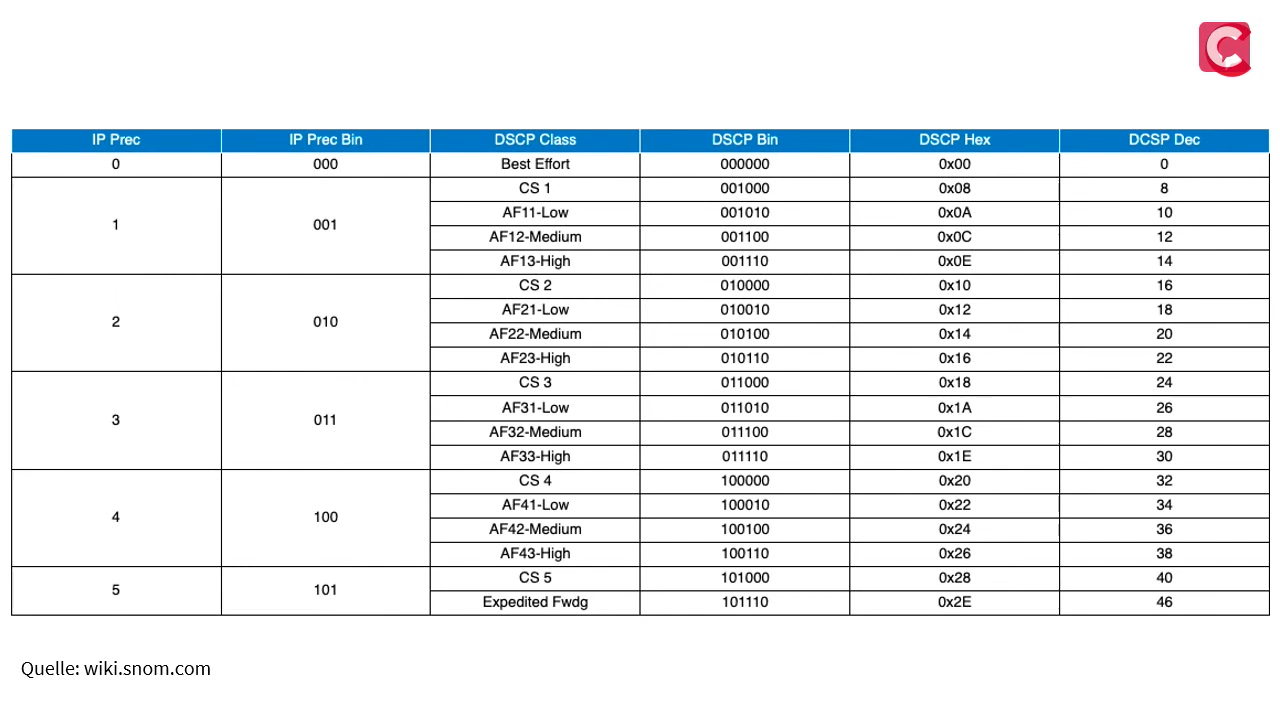 IP Prec IP Prec Bin DSCP Class DSCP Bin DSCP Hex DCSP Dec
0 000 Best Effort 000000 0x00 0
1 001 CS 1 001000 0x08 8
AF11-Low 001010 0x0A 10
AF12-Medium 001100 0x0C 12
AF13-High 001110 0x0E 14
2 010 CS 2 010000 0x10 16
AF21-Low 010010 0x12 18
AF22-Medium 010100 0x14 20
AF23-High 010110 0x16 22
3 011 CS 3 011000 0x18 24
AF31-Low 011010 0x1A 26
AF32-Medium 011100 0x1C 28
AF33-High 011110 0x1E 30
4 100 CS 4 100000 0x20 32
AF41-Low 100010 0x22 34
AF42-Medium 100100 0x24 36
AF43-High 100110 0x26 38
5 101 CS 5 101000 0x28 40
Expedited Fwdg 101110 0x2E 46
Quelle: wiki.snom.com